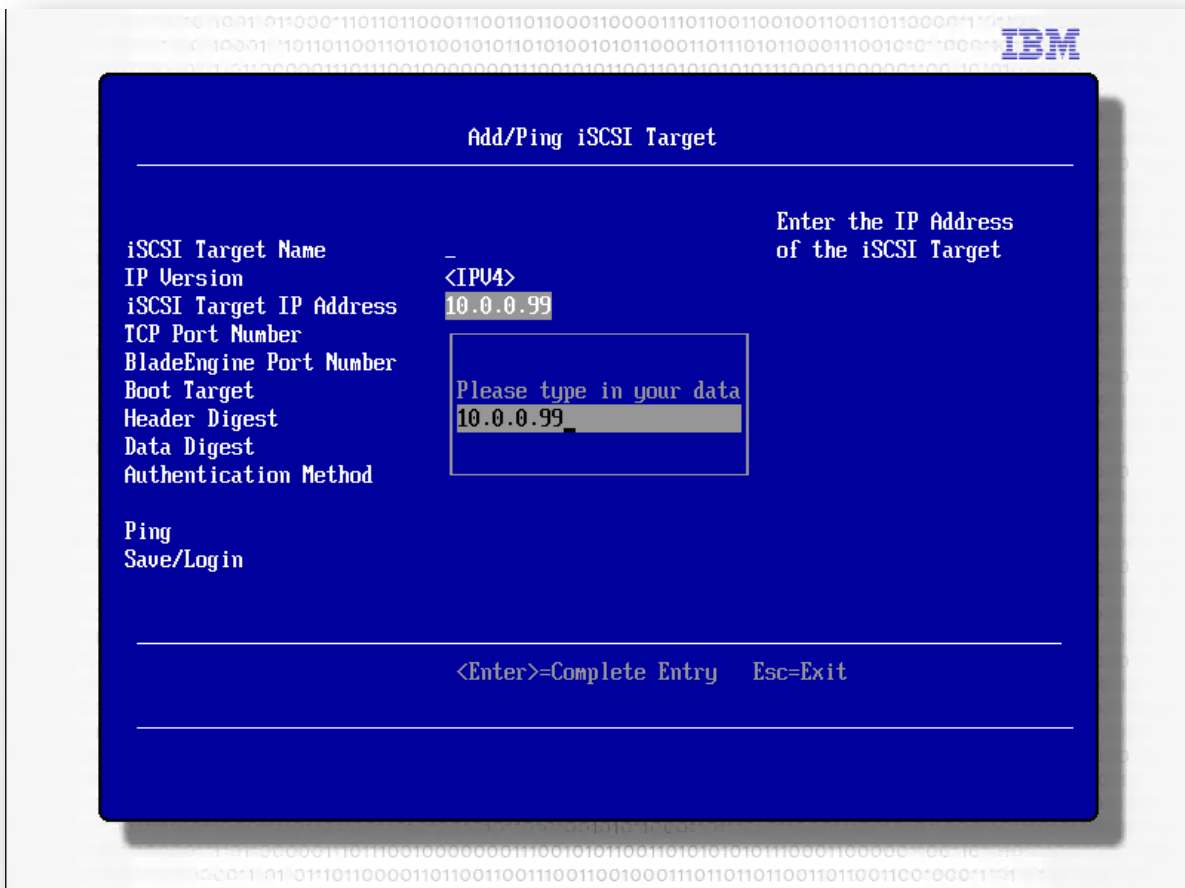 IBM
Add/Ping iSCSI Target
Enter the IP Address
of the iSCSI Target
iSCSI Target Name _
IP Version <IPV4>
iSCSI Target IP Address 10.0.0.99
TCP Port Number
BladeEngine Port Number
Boot Target
Header Digest
Data Digest
Authentication Method
Please type in your data
10.0.0.99_
Ping
Save/Login
<Enter>=Complete Entry Esc=Exit